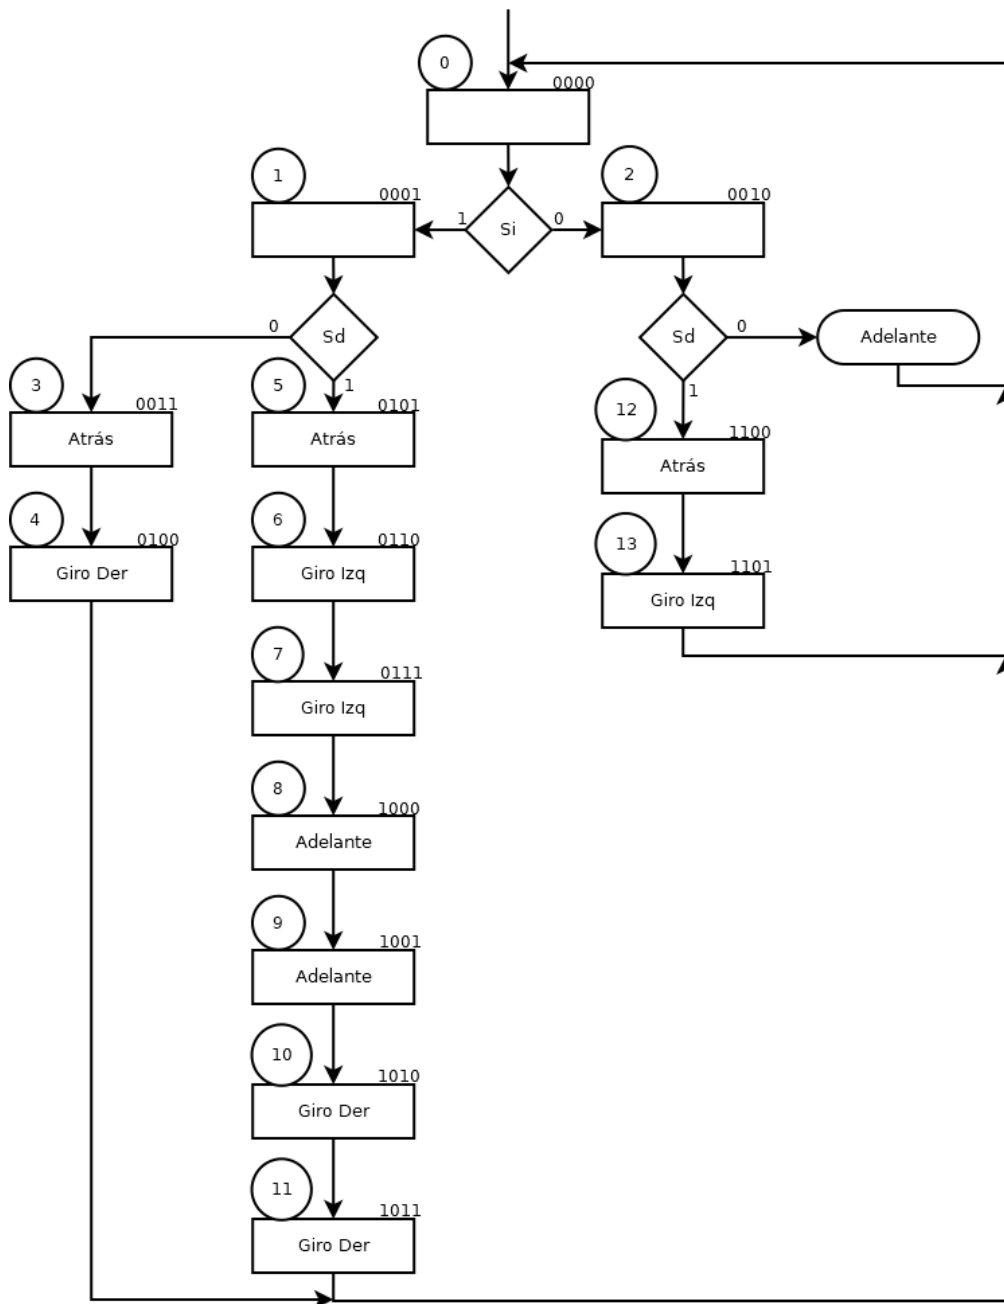 0
0000
1
0001
2
0010
1
Si
0
0
Sd
Sd
0
Adelante
3
0011
5
1
0101
12
1
1100
Atrás
Atrás
Atrás
4
0100
6
0110
13
1101
Giro Der
Giro Izq
Giro Izq
7
0111
Giro Izq
8
1000
Adelante
9
1001
Adelante
10
1010
Giro Der
11
1011
Giro Der